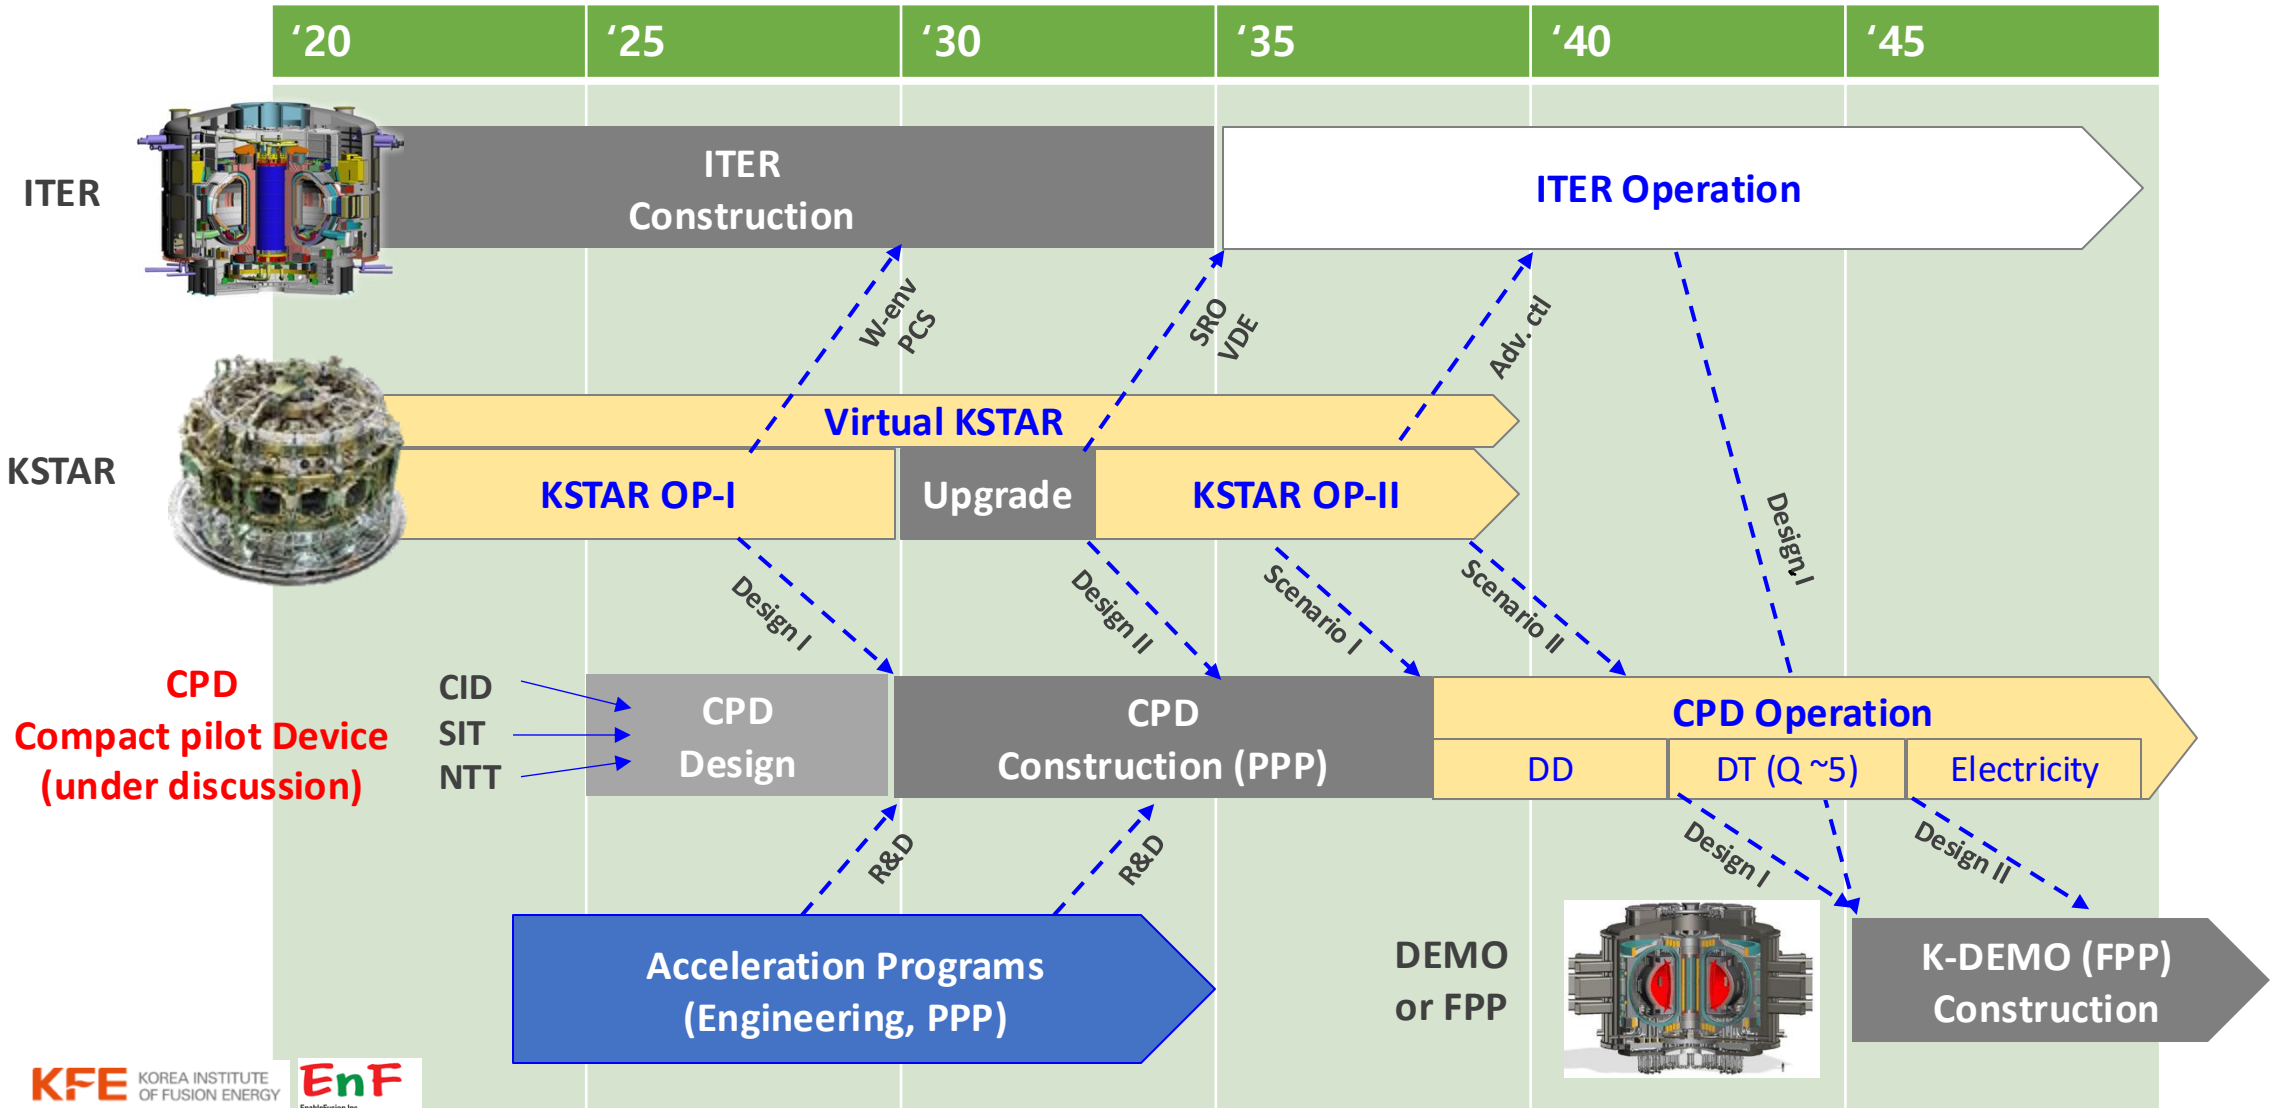 ‘20
‘25
‘30
‘35
‘40
‘45
ITER
ITER
Construction
ITER Operation
W-env
PCS
SRO
VDE
Adv. ctl
KSTAR
Virtual KSTAR
KSTAR OP-I
Upgrade
KSTAR OP-II
Design I
Design II
Scenario I
Scenario II
Design I
CPD
Compact pilot Device
(under discussion)
CID
SIT
NTT
CPD
Design
CPD
Construction (PPP)
CPD Operation
DD
DT (Q ~5)
Electricity
R&D
R&D
Design I
Design II
Acceleration Programs
(Engineering, PPP)
DEMO
or FPP
K-DEMO (FPP)
Construction
KFE
KOREA INSTITUTE
OF FUSION ENERGY
EnF
EnableFusion Inc